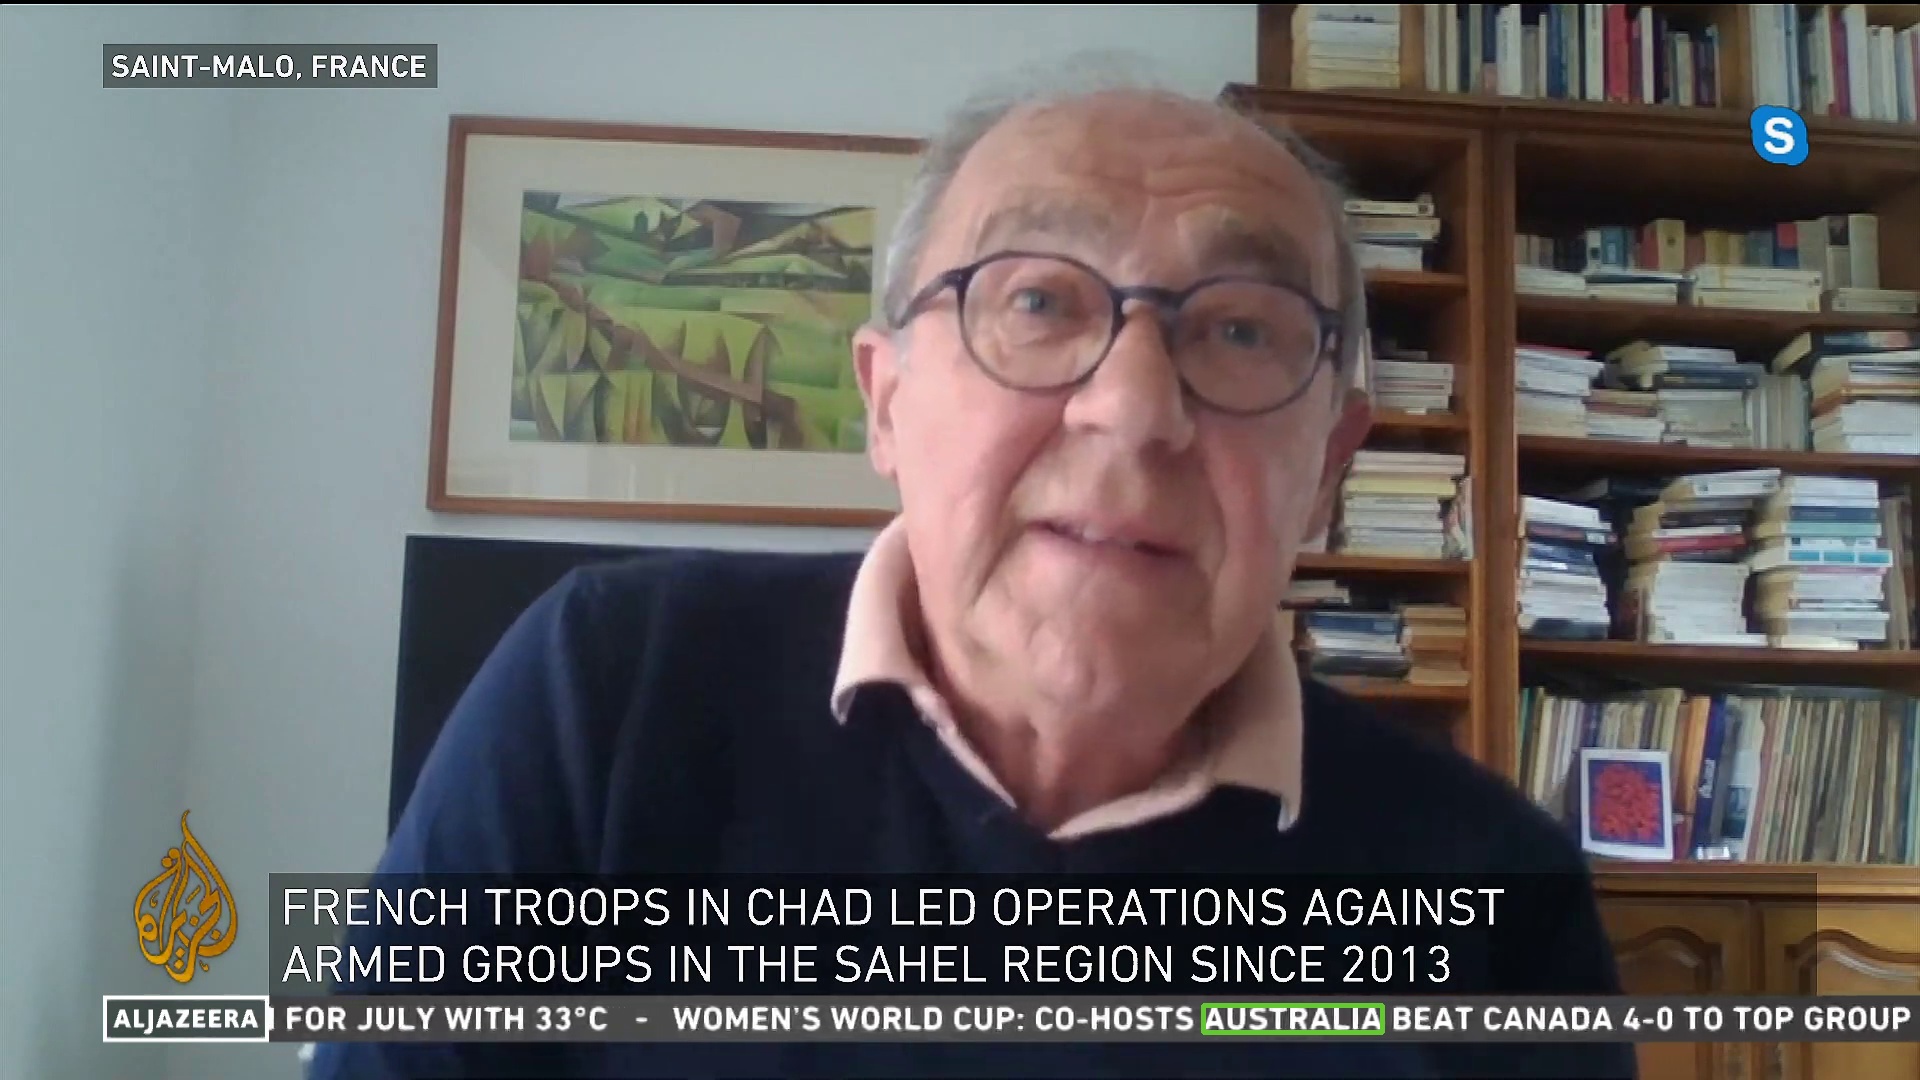 SAINT-MALO, FRANCE
S
FRENCH TROOPS IN CHAD LED OPERATIONS AGAINST
ARMED GROUPS IN THE SAHEL REGION SINCE 2013
ALJAZEERA
FOR JULY WITH 33°C - WOMEN'S WORLD CUP: CO-HOSTS AUSTRALIA BEAT CANADA 4-0 TO TOP GROUP